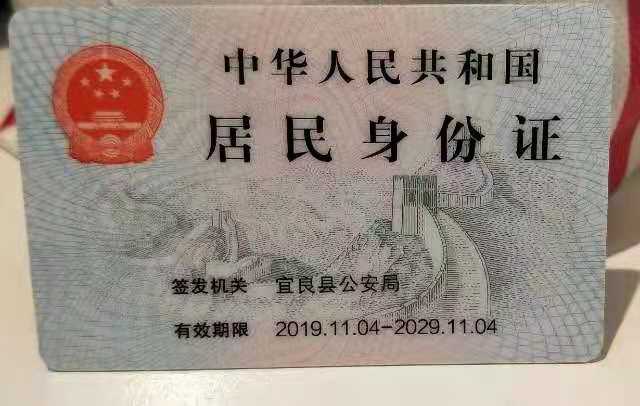 中华人民共和国
居民身份证
签发机关 宜良县公安局
有效期限 2019.11.04-2029.11.04